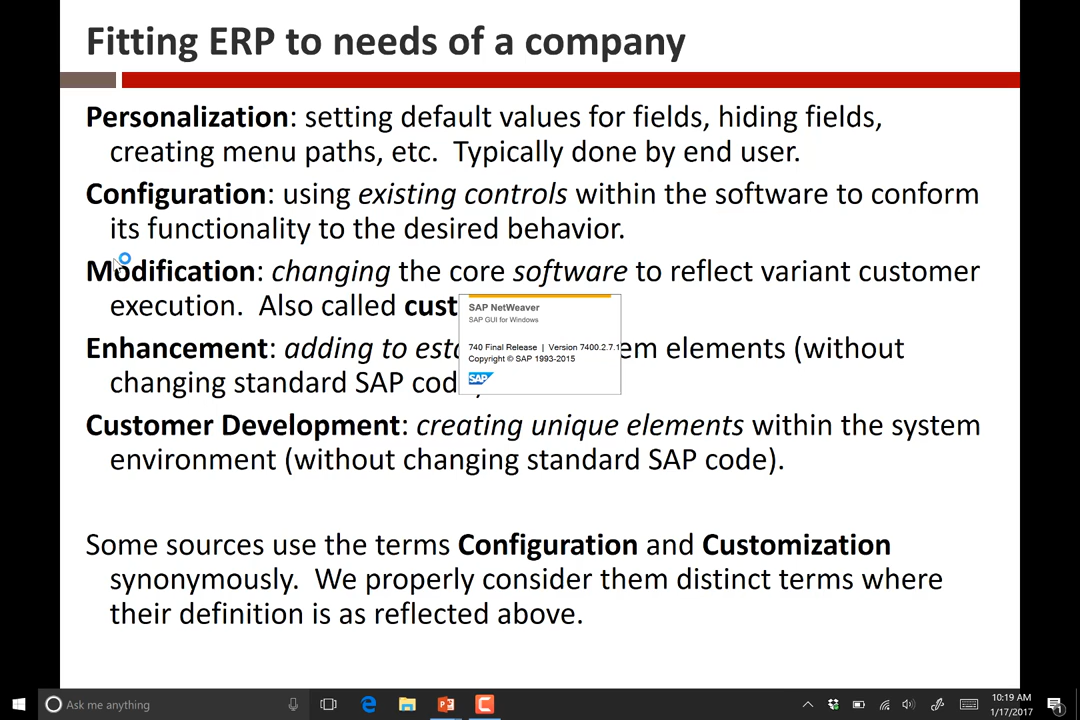 Fitting ERP to needs of a company
Personalization: setting default values for fields, hiding fields,
creating menu paths, etc.  Typically done by end user.
Configuration: using existing controls within the software to conform
its functionality to the desired behavior.
Modification: changing the core software to reflect variant customer
execution.  Also called cust
SAP NetWeaver
SAP GUI for Windows
740 Final Release | Version 7400.2.7.1
Copyright © SAP 1993-2015
SAP
Enhancement: adding to esta em elements (without
changing standard SAP cod
Customer Development: creating unique elements within the system
environment (without changing standard SAP code).
Some sources use the terms Configuration and Customization
synonymously.  We properly consider them distinct terms where
their definition is as reflected above.
Ask me anything
10:19 AM
1/17/2017
1